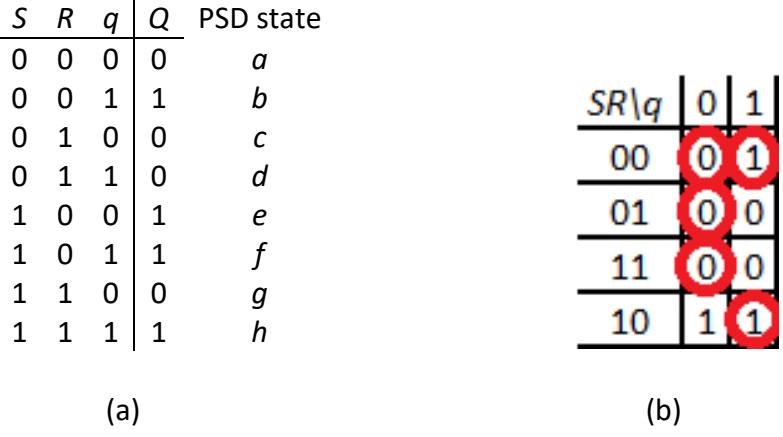 S R q Q PSD state
0 0 0 0 a
0 0 1 1 b
0 1 0 0 c
0 1 1 0 d
1 0 0 1 e
1 0 1 1 f
1 1 0 0 g
1 1 1 1 h
(a)
SR\q 0 1
00 0 1
01 0 0
11 0 0
10 1 1
(b)